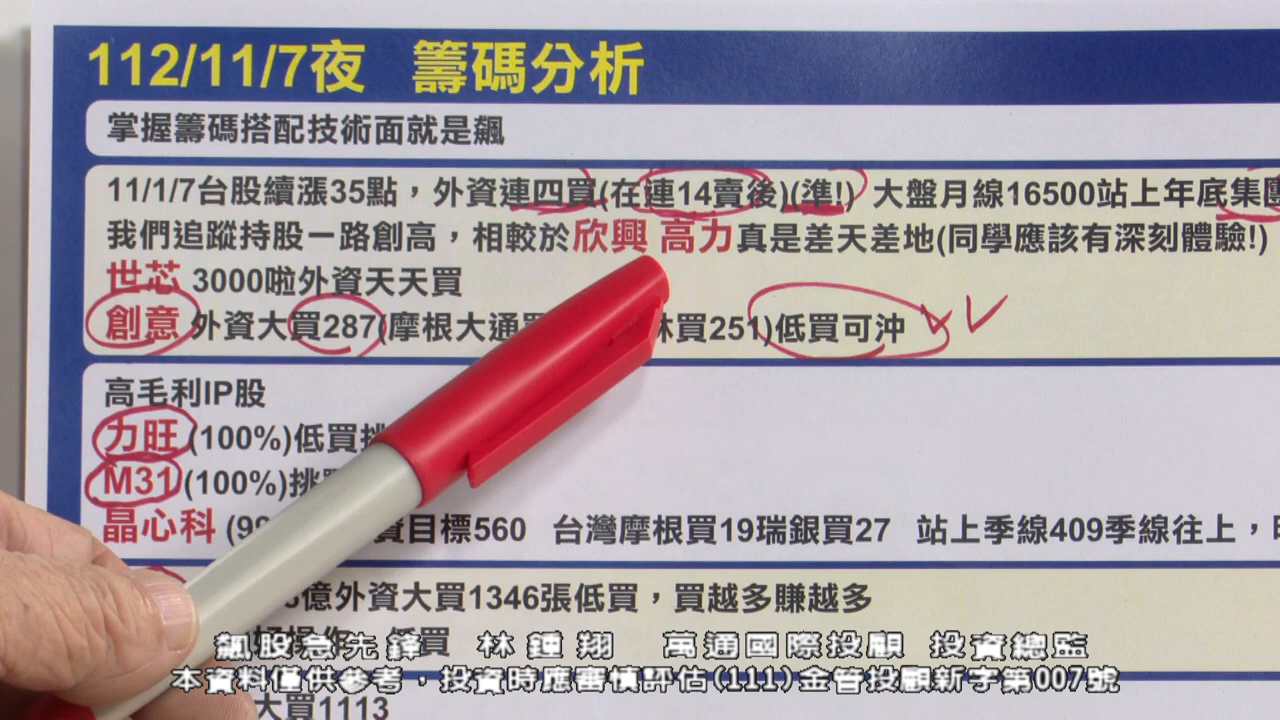 112/11/7夜 籌碼分析
掌握籌碼搭配技術面就是飆
11/1/7台股續漲35點，外資連四買(在連14賣後)(準!) 大盤月線16500站上年底集團
我們追蹤持股一路創高，相較於欣興 高力真是差天差地(同學應該有深刻體驗!)
世芯 3000啦外資天天買
創意 外資大買287(摩根大通買 林買251)低買可沖
高毛利IP股
力旺 (100%)低買挑
M31 (100%)挑
晶心科 (99 資目標560 台灣摩根買19瑞銀買27 站上季線409季線往上，
億外資大買1346張低買，買越多賺越多
好操作 低買
飆股急先鋒 林鍾翔 萬通國際投顧 投資總監
本資料僅供參考，投資時應審慎評估(111)金管投顧新字第007號
大買1113